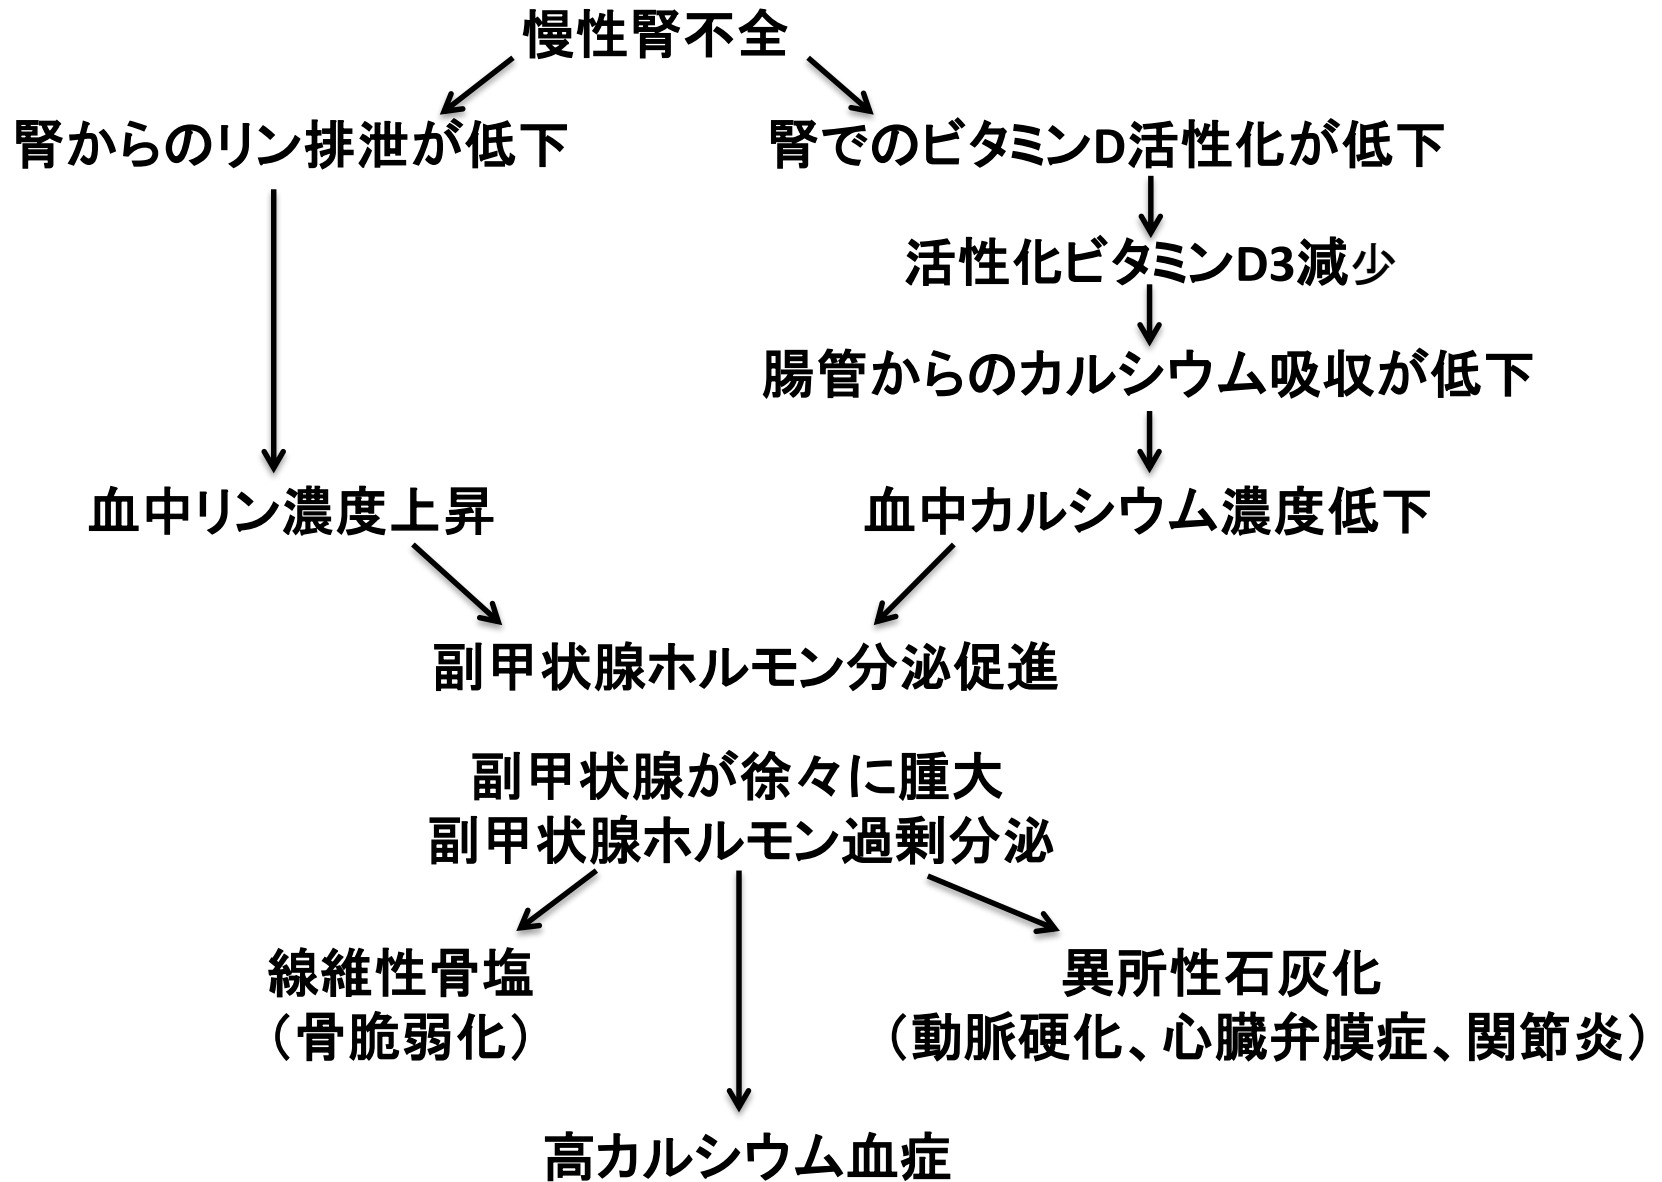 慢性腎不全
腎からのリン排泄が低下
腎でのビタミンD活性化が低下
活性化ビタミンD3減少
腸管からのカルシウム吸収が低下
血中リン濃度上昇
血中カルシウム濃度低下
副甲状腺ホルモン分泌促進
副甲状腺が徐々に腫大
副甲状腺ホルモン過剰分泌
線維性骨塩
（骨脆弱化）
異所性石灰化
（動脈硬化、心臓弁膜症、関節炎）
高カルシウム血症